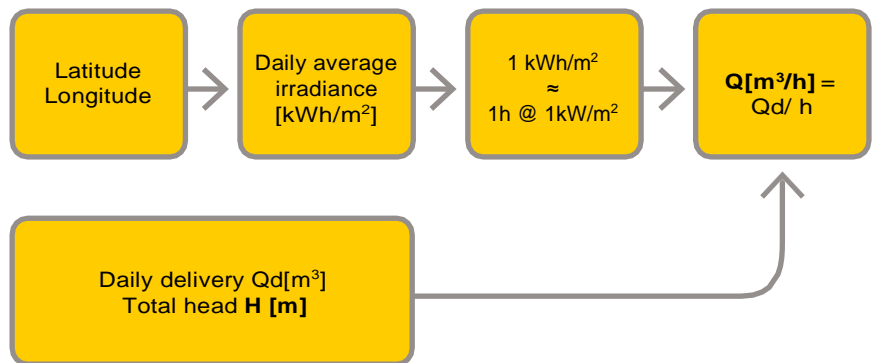 Latitude
Longitude
Daily average
irradiance
[kWh/m²]
1 kWh/m²
≈
1h @ 1kW/m²
Q[m³/h] =
Qd/ h
Daily delivery Qd[m³]
Total head H [m]